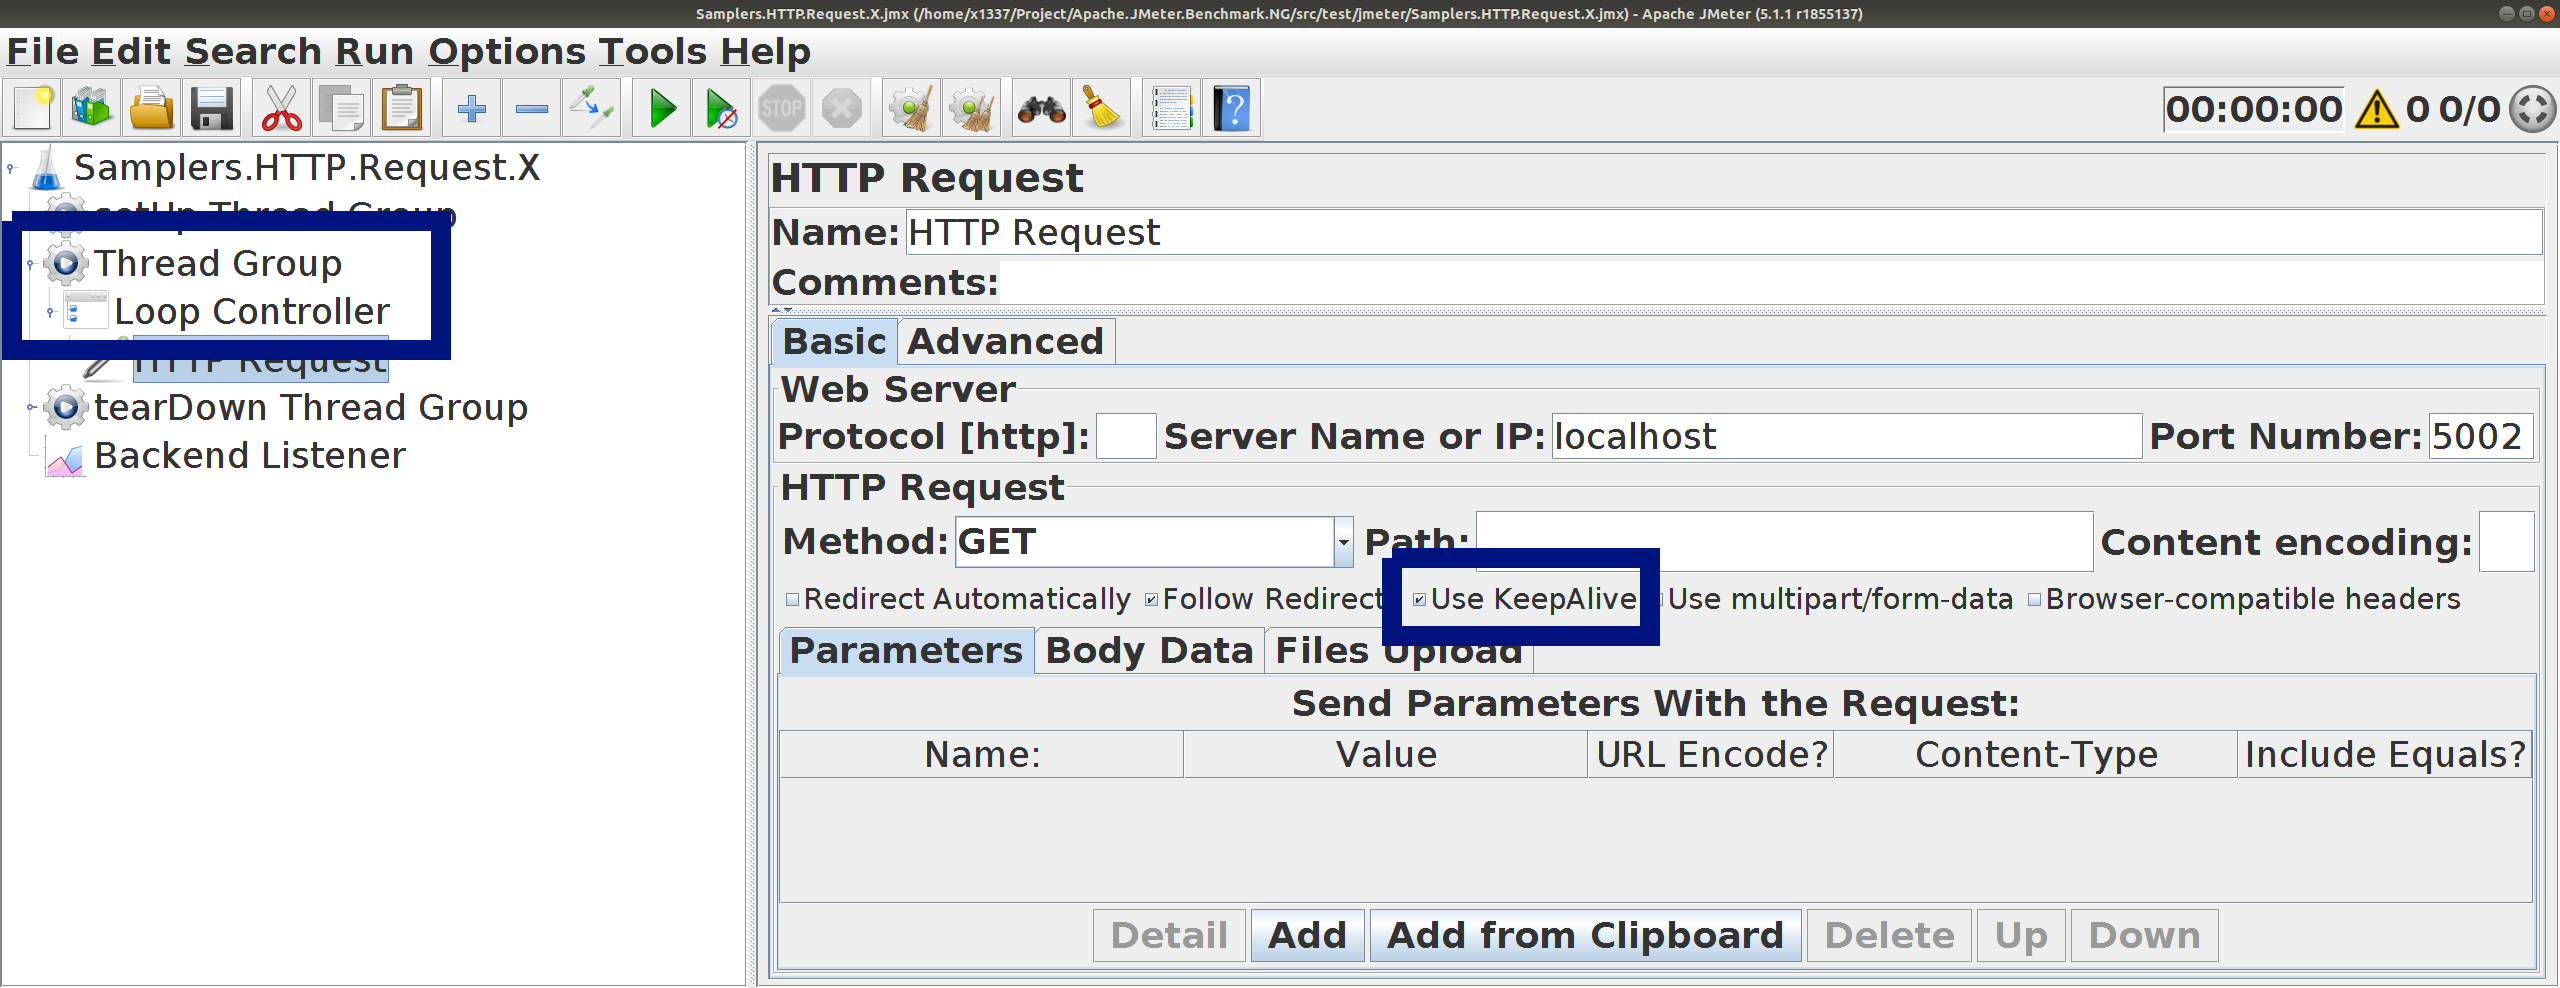 Samplers.HTTP.Request.X.jmx (/home/x1337/Project/Apache.JMeter.Benchmark.NG/src/test/jmeter/Samplers.HTTP.Request.X.jmx) - Apache JMeter (5.1.1 r1855137)
File Edit Search Run Options Tools Help
STOP
00:00:00 0 0/0
Samplers.HTTP.Request.X
setUp Thread Group
Thread Group
Loop Controller
HTTP Request
tearDown Thread Group
Backend Listener
HTTP Request
Name: HTTP Request
Comments:
Basic Advanced
Web Server
Protocol [http]: Server Name or IP: localhost Port Number: 5002
HTTP Request
Method: GET Path: Content encoding:
Redirect Automatically Follow Redirect Use KeepAlive Use multipart/form-data Browser-compatible headers
Parameters Body Data Files Upload
Send Parameters With the Request:
Name: Value URL Encode? Content-Type Include Equals?
Detail Add Add from Clipboard Delete Up Down